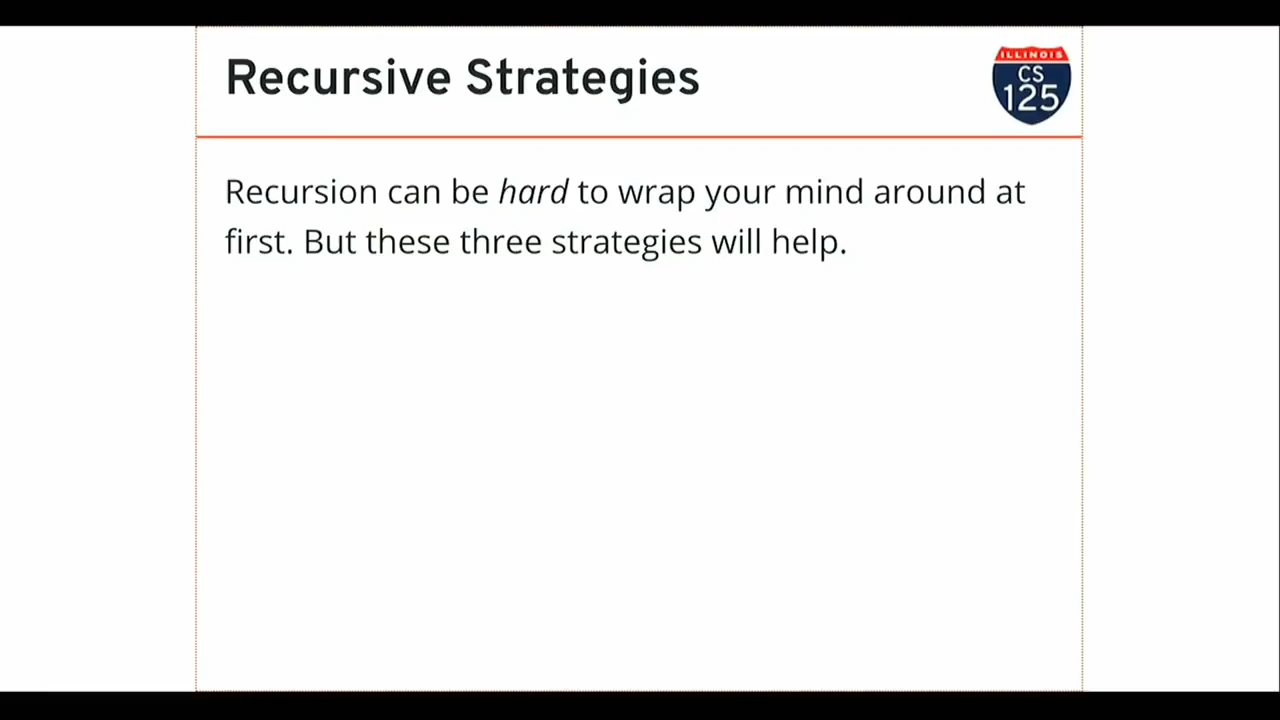 Recursive Strategies
ILLINOIS
CS
125
Recursion can be hard to wrap your mind around at
first. But these three strategies will help.